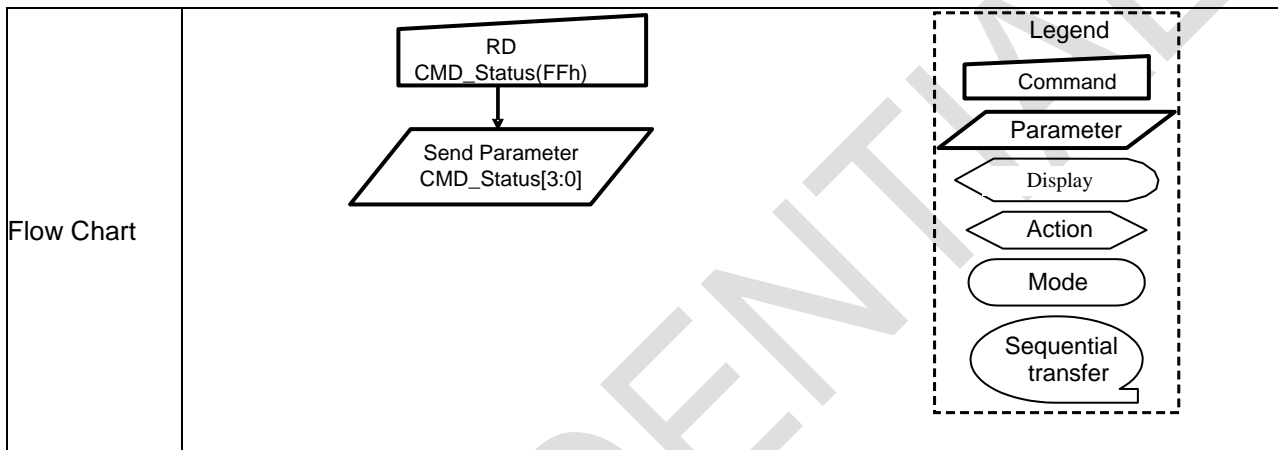 Flow Chart
RD
CMD_Status(FFh)
Send Parameter
CMD_Status[3:0]
Legend
Command
Parameter
Display
Action
Mode
Sequential
transfer